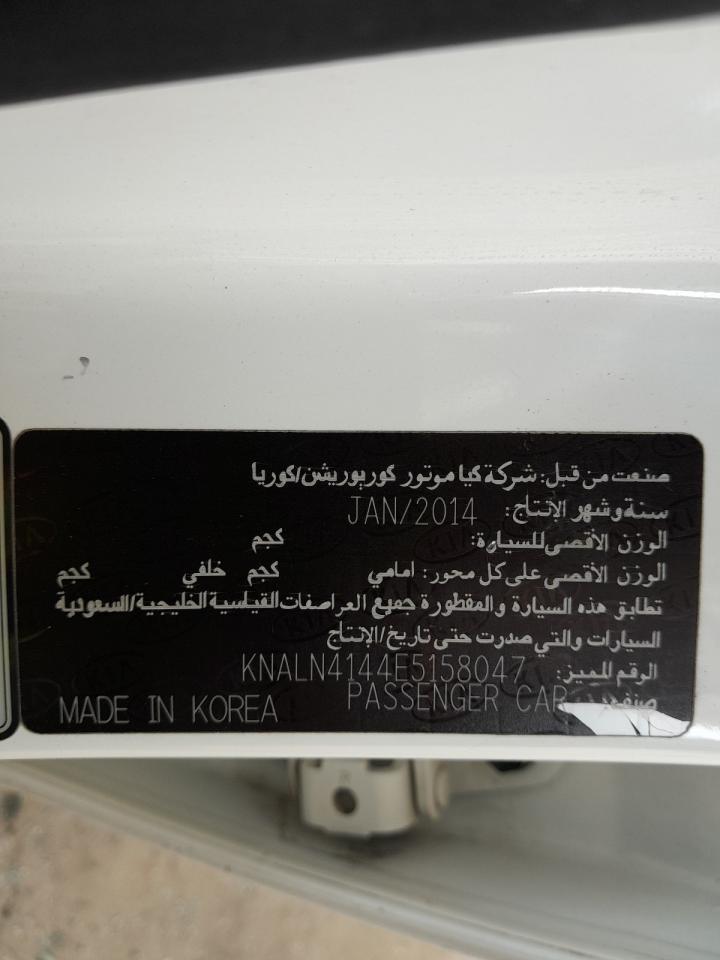 صنعت من قبل: شركة كيا موتور كوربوريشن/كوريا
سنة وشهر الانتاج: JAN/2014
الوزن الأقصى للسيارة: كجم
الوزن الأقصى على كل محور: امامي كجم خلفي كجم
تطابق هذه السيارة والمقطورة جميع المراصفات القياسية الخليجية/السعودية
السيارات والتي صدرت حتى تاريخ/الإنتاج
الرقم المميز: KNALN4144E5158047
PASSENGER CAR
MADE IN KOREA